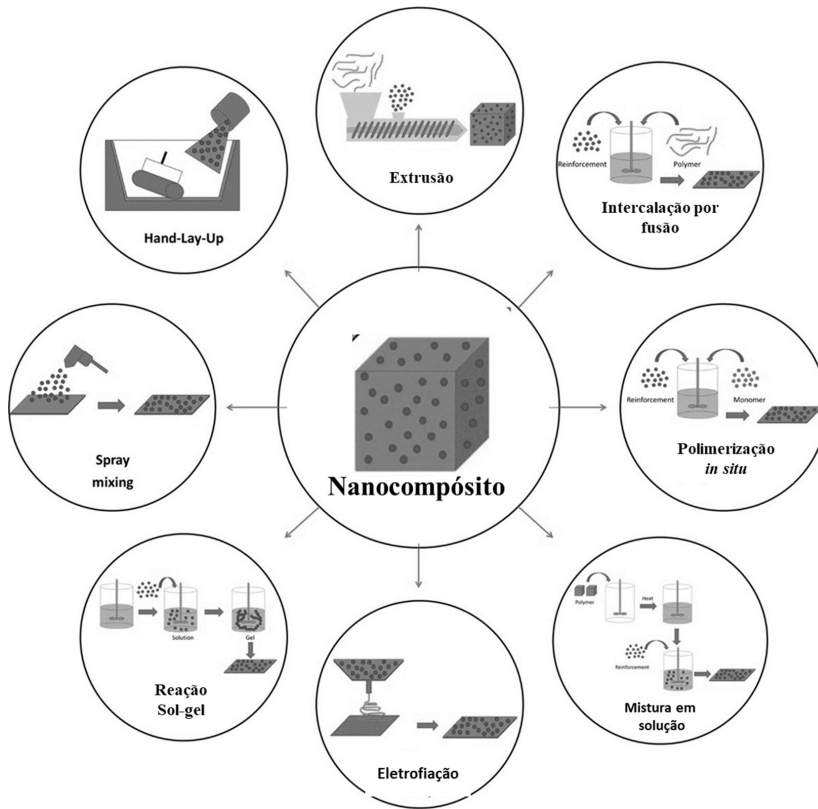 Extrusão
Reinforcement
Polymer
Intercalação por
fusão
Hand-Lay-Up
Reinforcement
Monomer
Polimerização
in situ
Spray
mixing
Nanocompósito
Polymer
Heat
Reinforcement
Mistura em
solução
Solution
Gel
Reação
Sol-gel
Eletrofiação